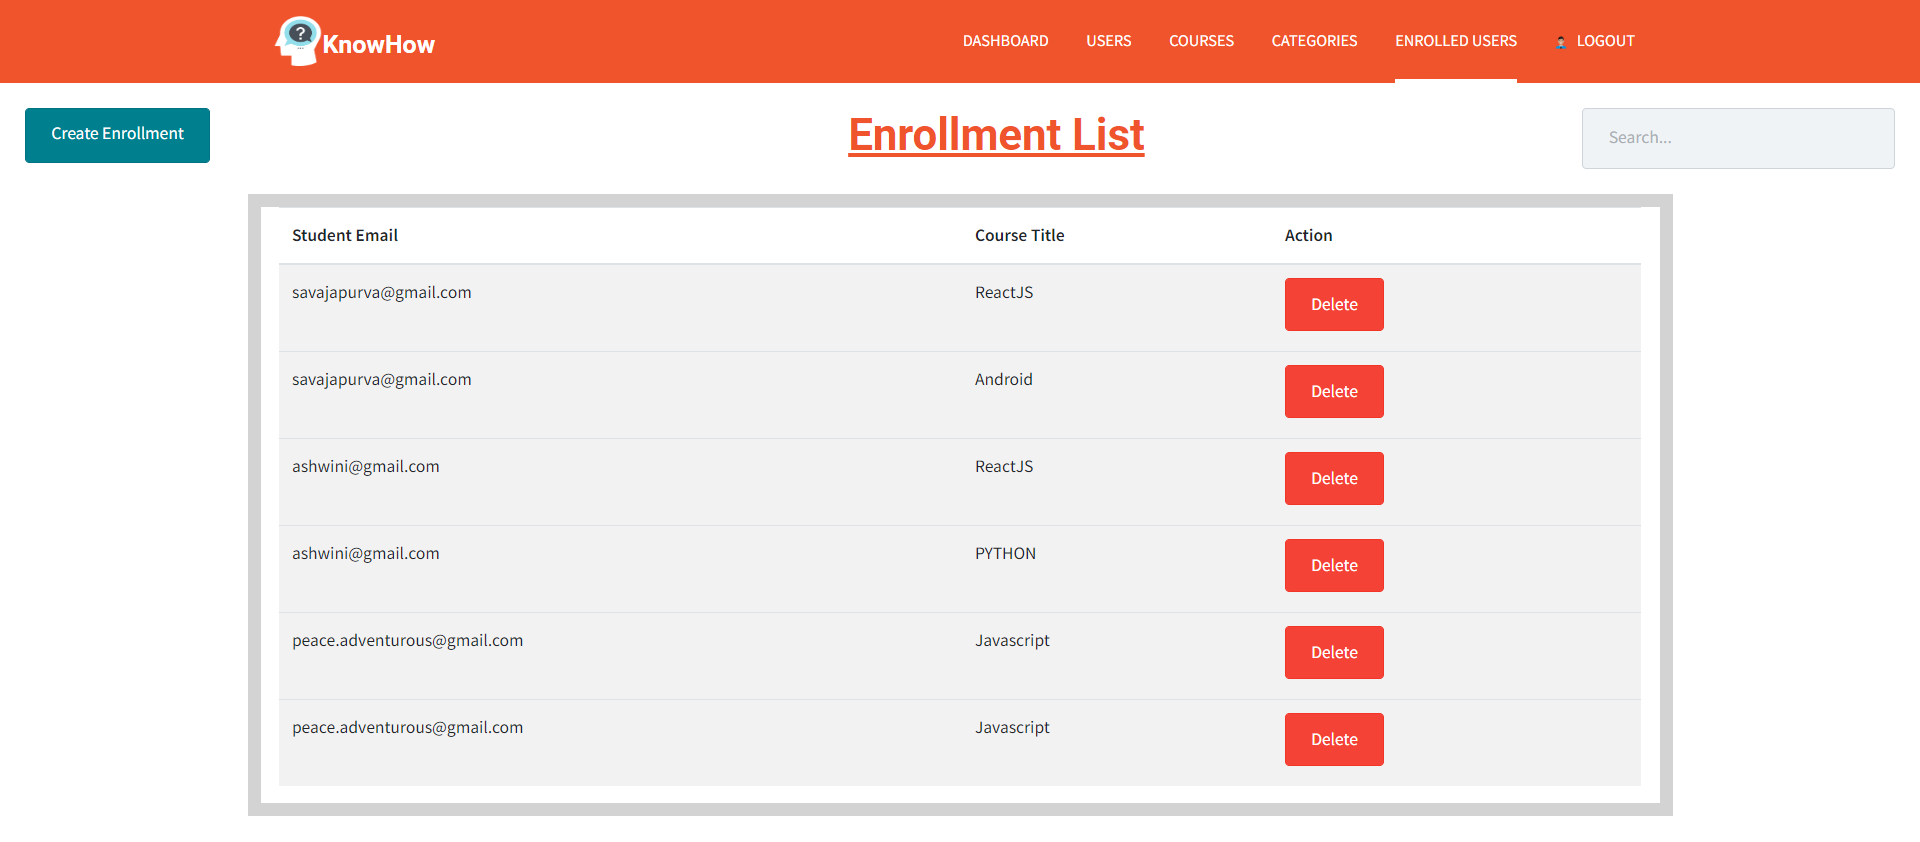 KnowHow
DASHBOARD USERS COURSES CATEGORIES ENROLLED USERS LOGOUT
Create Enrollment
Enrollment List
Search...
Student Email Course Title Action
savajapurva@gmail.com ReactJS Delete
savajapurva@gmail.com Android Delete
ashwini@gmail.com ReactJS Delete
ashwini@gmail.com PYTHON Delete
peace.adventurous@gmail.com Javascript Delete
peace.adventurous@gmail.com Javascript Delete